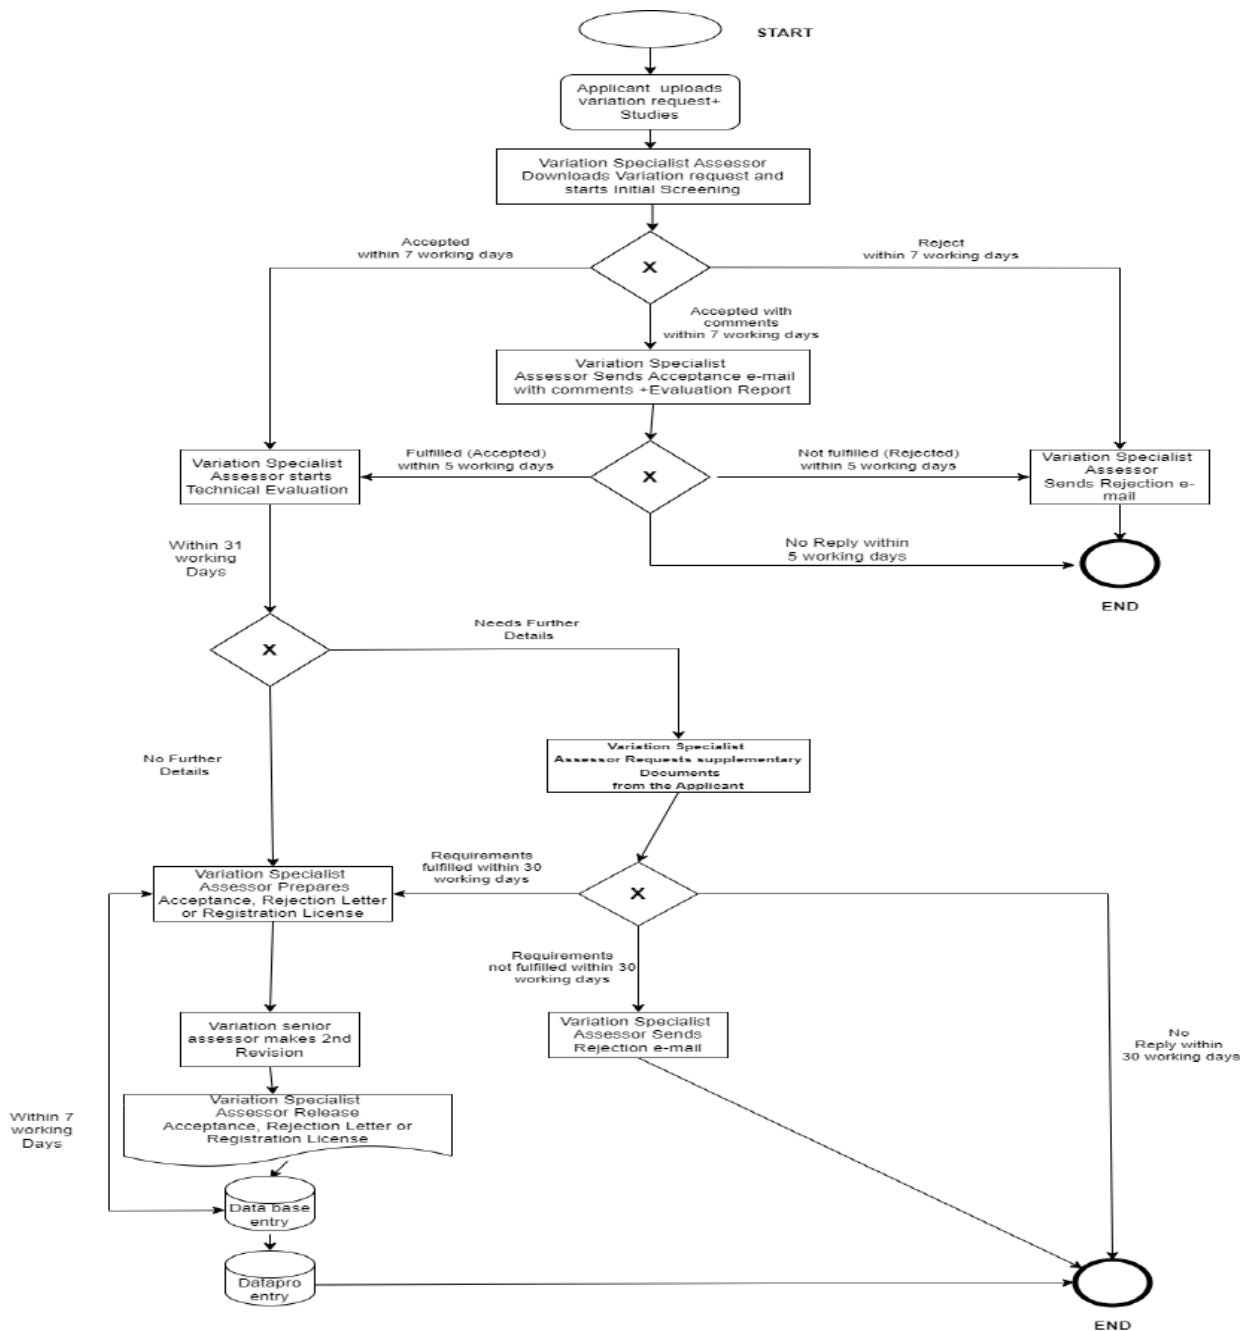 START
Applicant uploads
variation request+
Studies
Variation Specialist Assessor
Downloads Variation request and
starts Initial Screening
Accepted
within 7 working days
X
Reject
within 7 working days
Accepted with
comments
within 7 working days
Variation Specialist
Assessor Sends Acceptance e-mail
with comments +Evaluation Report
Variation Specialist
Assessor starts
Technical Evaluation
Fulfilled (Accepted)
within 5 working days
X
Not fulfilled (Rejected)
within 5 working days
Variation Specialist
Assessor
Sends Rejection e-
mail
Within 31
working
Days
No Reply within
5 working days
END
X
Needs Further
Details
No Further
Details
Variation Specialist
Assessor Requests supplementary
Documents
from the Applicant
Variation Specialist
Assessor Prepares
Acceptance, Rejection Letter
or Registration License
Requirements
fulfilled within 30
working days
X
Requirements
not fulfilled within 30
working days
Variation senior
assessor makes 2nd
Revision
Variation Specialist
Assessor Sends
Rejection e-mail
No
Reply within
30 working days
Within 7
working
Days
Variation Specialist
Assessor Release
Acceptance, Rejection Letter or
Registration License
Data base
entry
Datapro
entry
END